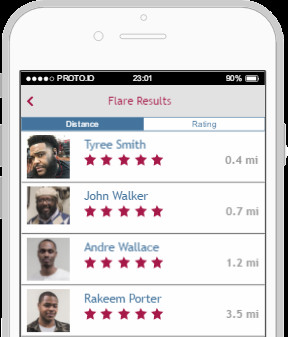 PROTO.IO 23:01 90%
Flare Results
Distance Rating
Tyree Smith
0.4 mi
John Walker
0.7 mi
Andre Wallace
1.2 mi
Rakeem Porter
3.5 mi